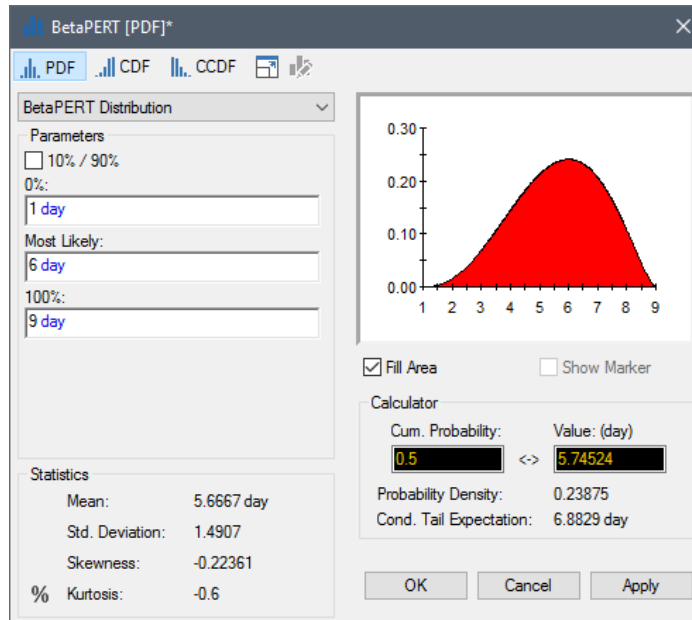 BetaPERT [PDF]*
PDF CDF CCDF
BetaPERT Distribution
Parameters
10% / 90%
0%:
1 day
Most Likely:
6 day
100%:
9 day
Statistics
Mean: 5.6667 day
Std. Deviation: 1.4907
Skewness: -0.22361
% Kurtosis: -0.6
0.30
0.20
0.10
0.00
1 2 3 4 5 6 7 8 9
Fill Area Show Marker
Calculator
Cum. Probability: Value: (day)
0.5 <-> 5.74524
Probability Density: 0.23875
Cond. Tail Expectation: 6.8829 day
OK Cancel Apply